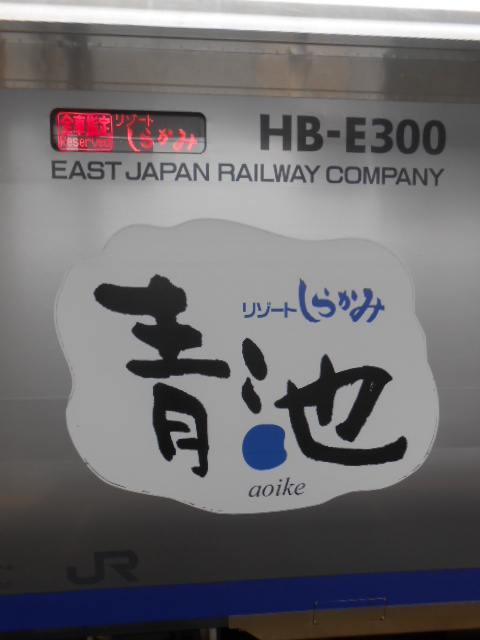 全車指定 リゾート
Reserved しらかみ
HB-E300
EAST JAPAN RAILWAY COMPANY
リゾートしらかみ
青池
aoike
JR